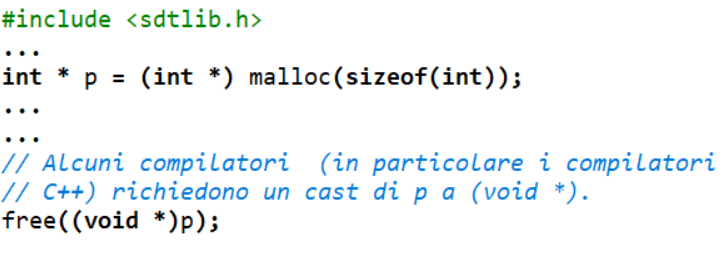 #include <sdtlib.h>
...
int * p = (int *) malloc(sizeof(int));
...
...
// Alcuni compilatori  (in particolare i compilatori
// C++) richiedono un cast di p a (void *).
free((void *)p);